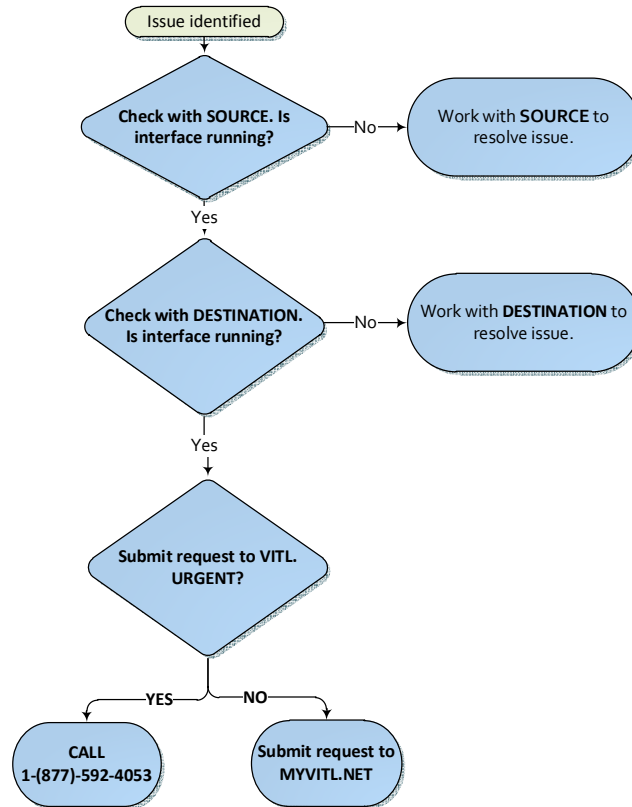 Issue identified
Check with SOURCE. Is
interface running?
No
Work with SOURCE to
resolve issue.
Yes
Check with DESTINATION.
Is interface running?
No
Work with DESTINATION to
resolve issue.
Yes
Submit request to VITL.
URGENT?
YES
NO
CALL
1-(877)-592-4053
Submit request to
MYVITL.NET